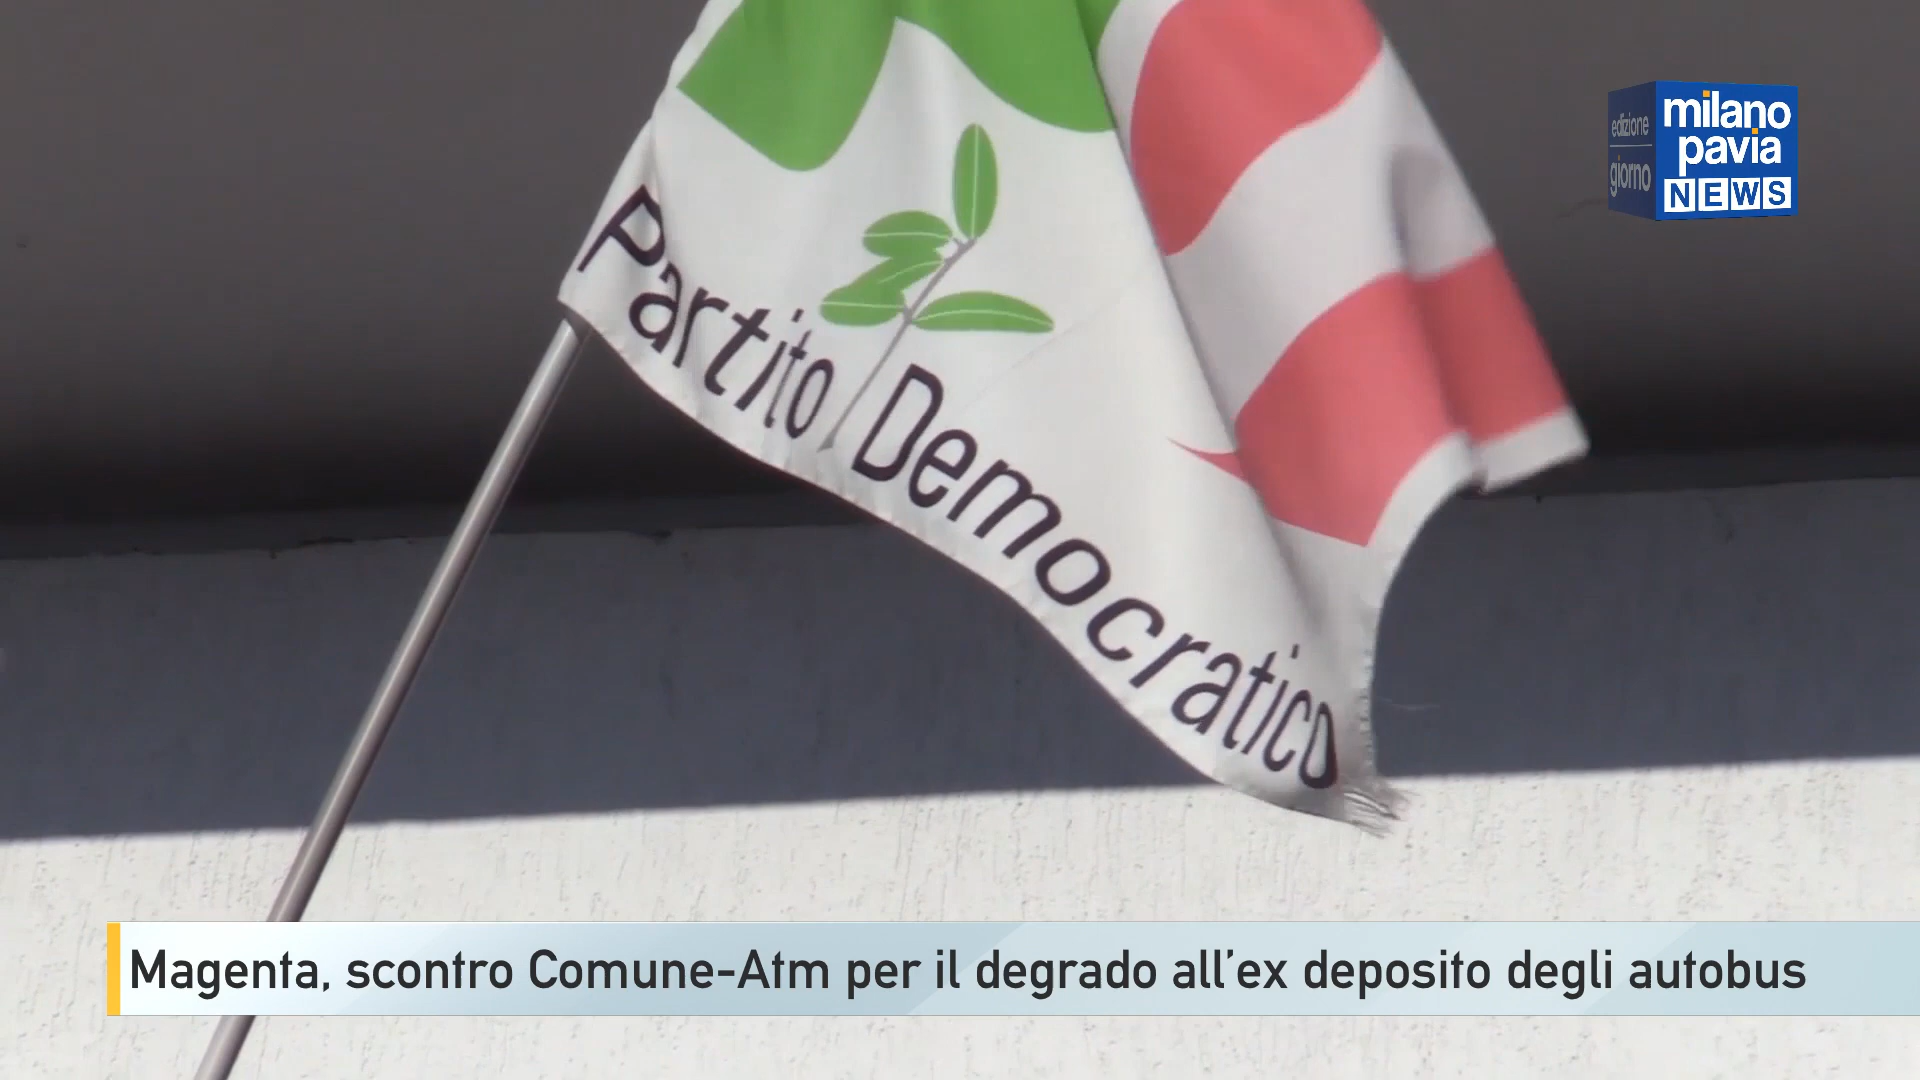 edizione
giorno
milano
pavia
NEWS
Partito Democratico
Magenta, scontro Comune-Atm per il degrado all'ex deposito degli autobus